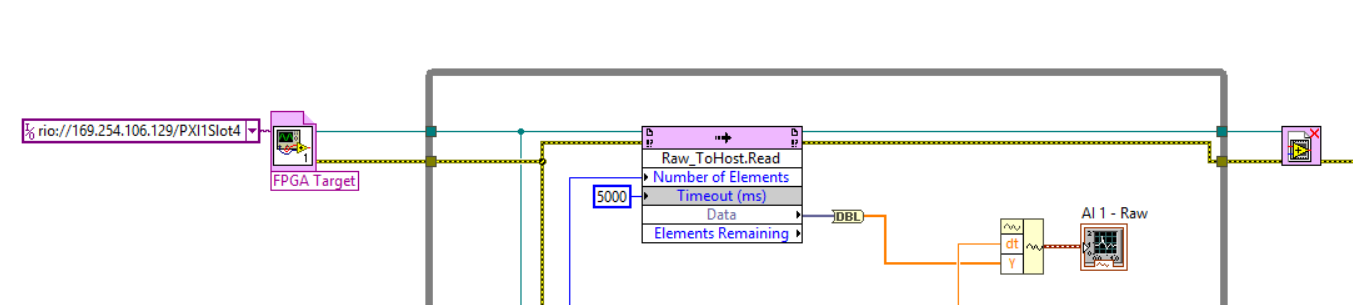 rio://169.254.106.129/PXI1Slot4
1
FPGA Target
Raw_ToHost.Read
Number of Elements
5000
Timeout (ms)
Data
DBL
Elements Remaining
AI 1 - Raw
dt
Y